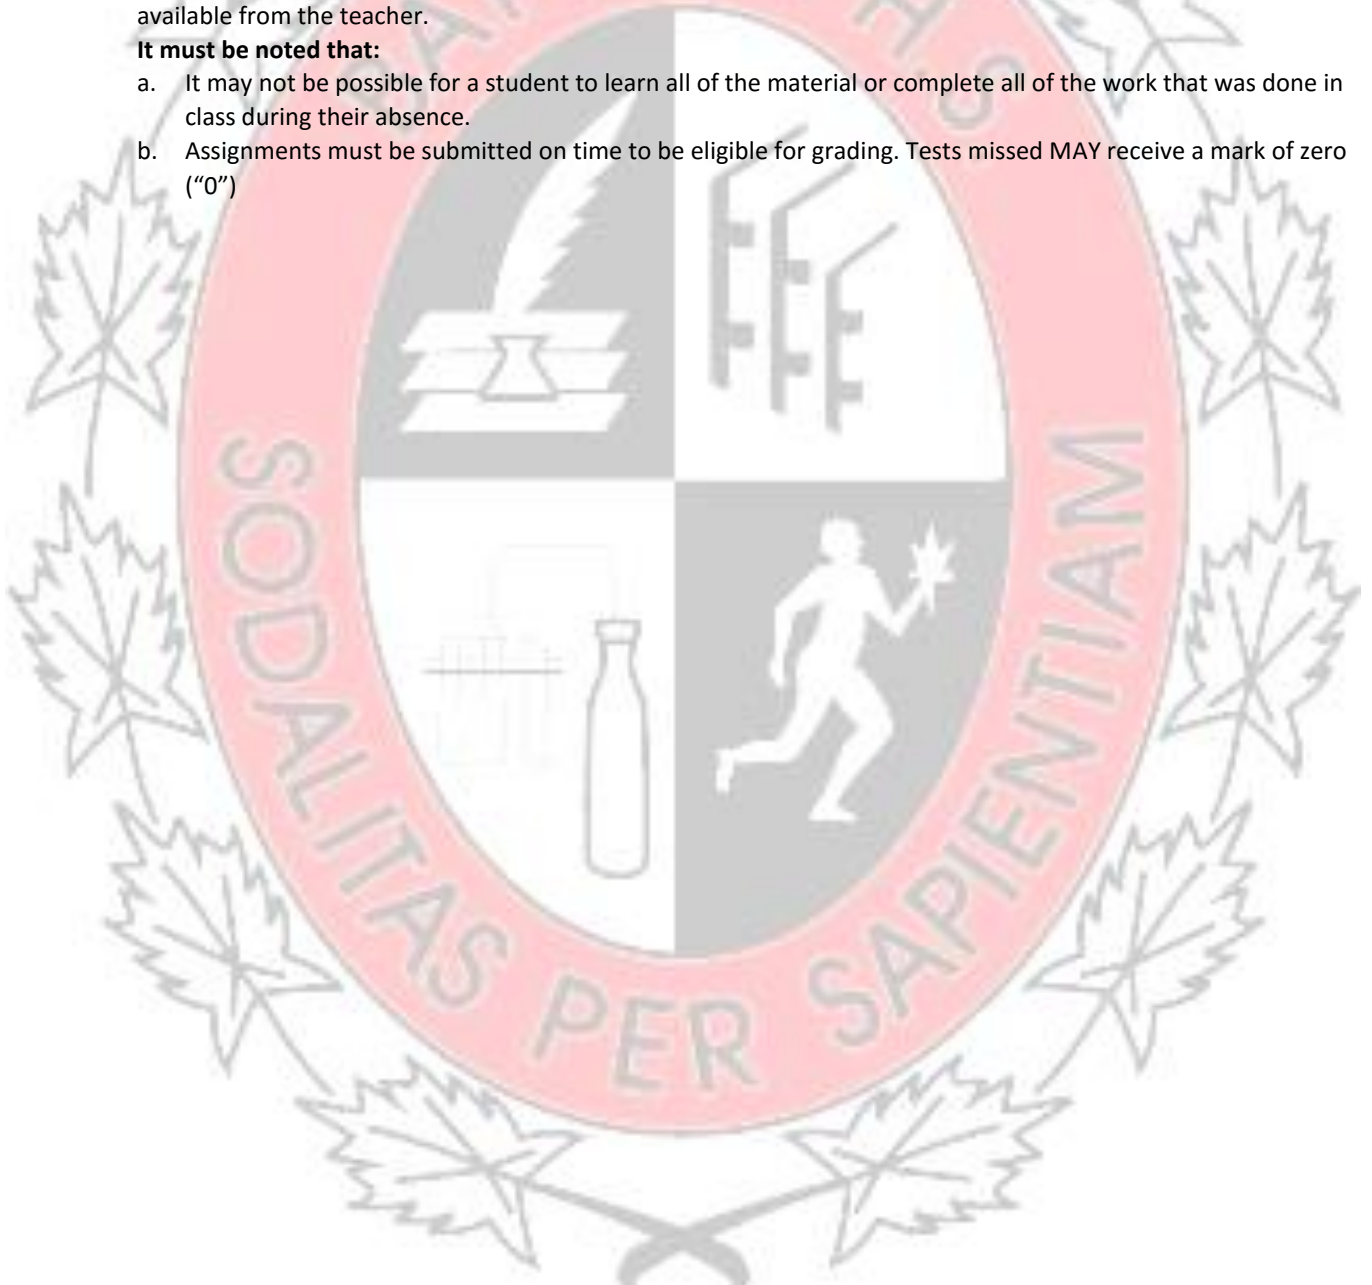 available from the teacher.
It must be noted that:
a. It may not be possible for a student to learn all of the material or complete all of the work that was done in
class during their absence.
b. Assignments must be submitted on time to be eligible for grading. Tests missed MAY receive a mark of zero
(“0”)
SODALITAS PER SAPIENTIAM